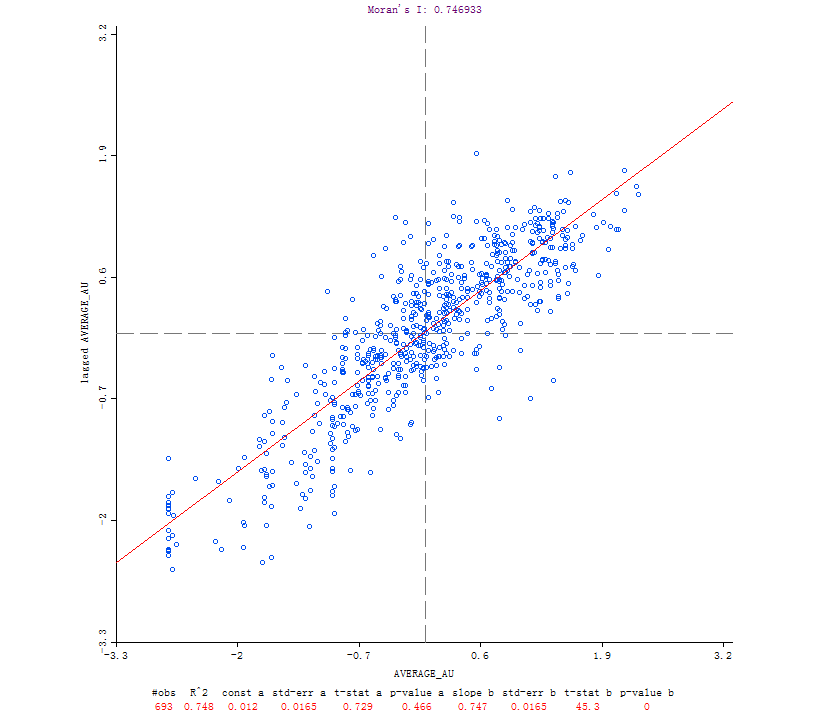 Moran's I: 0.746933
3.2
1.9
0.6
-0.7
-2
-3.3
lagged AVERAGE_AU
-3.3 -2 -0.7 0.6 1.9 3.2
AVERAGE_AU
#obs R^2 const a std-err a t-stat a p-value a slope b std-err b t-stat b p-value b
693 0.748 0.012 0.0165 0.729 0.466 0.747 0.0165 45.3 0